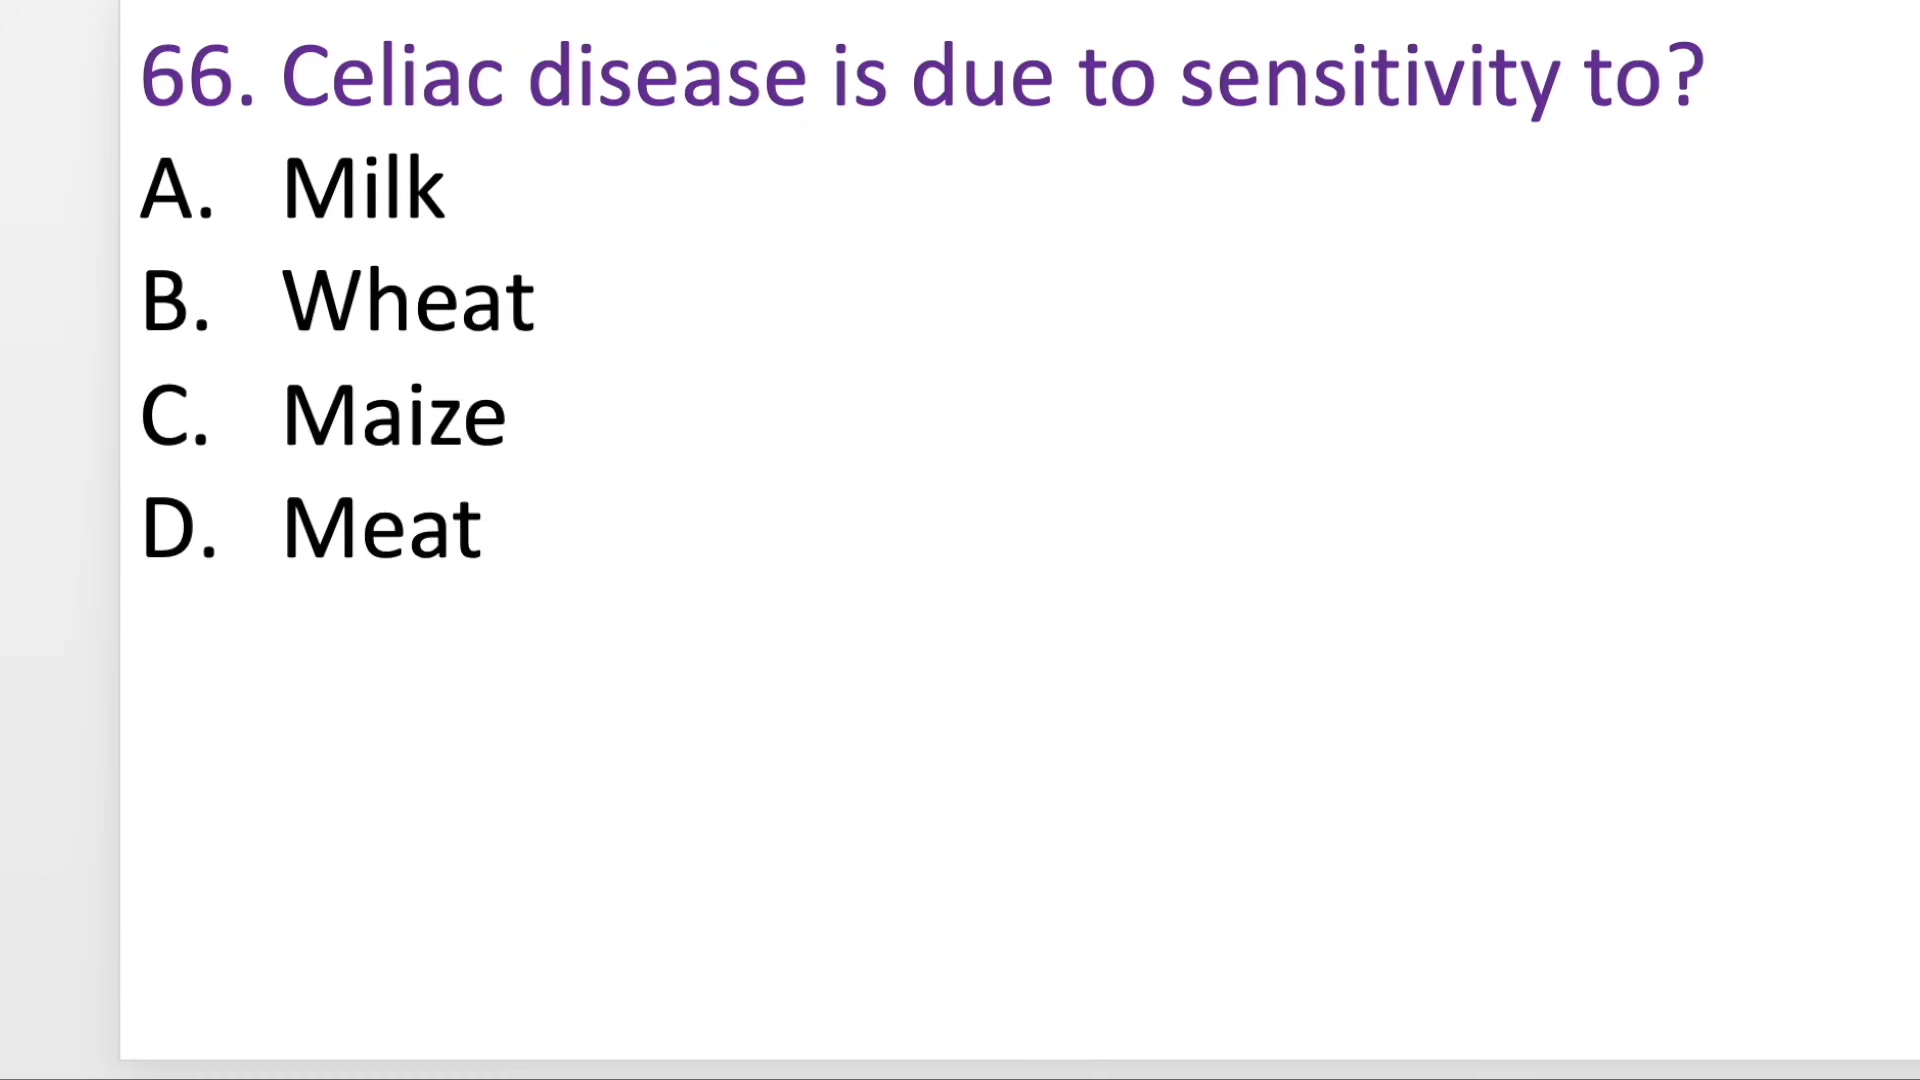 66. Celiac disease is due to sensitivity to?
A. Milk
B. Wheat
C. Maize
D. Meat